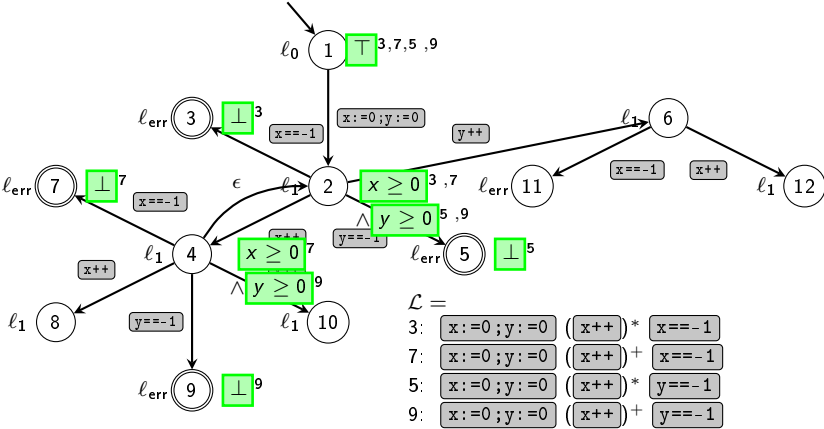 ℓ0 1 ⊤ 3,7,5 ,9
ℓerr 3 ⊥ 3
x==-1
x:=0;y:=0
y++
ℓ1 6
ℓerr 7 ⊥ 7
x==-1
ϵ
ℓ1 2 x ≥ 0 3 ,7
∧ y ≥ 0 5 ,9
x==-1
x++
ℓerr 11
ℓ1 12
x++
y==-1
ℓ1 4 x ≥ 0 7
∧ y ≥ 0 9
ℓerr 5 ⊥ 5
x++
ℓ1 8
y==-1
ℓ1 10
ℓerr 9 ⊥ 9
ℒ =
3: x:=0;y:=0 (x++)* x==-1
7: x:=0;y:=0 (x++)+ x==-1
5: x:=0;y:=0 (x++)* y==-1
9: x:=0;y:=0 (x++)+ y==-1